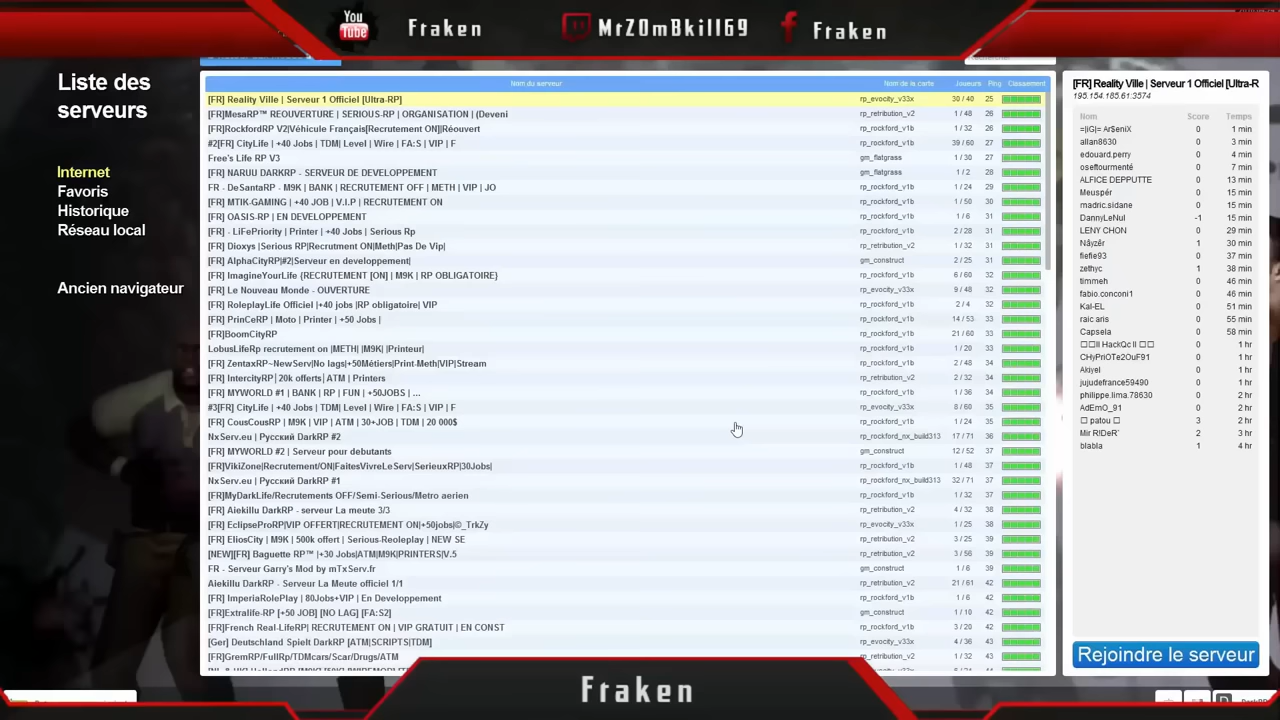 You Tube Fraken MrZ0mBkill69 Fraken
Liste des
serveurs
Internet
Favoris
Historique
Réseau local
Ancien navigateur
Nom du serveur Nom de la carte Joueurs Ping Classement
[FR] Reality Ville | Serveur 1 Officiel [Ultra-RP] rp_evocity_v33x 30 / 40 25
[FR]MesaRP™ REOUVERTURE | SERIOUS-RP | ORGANISATION | (Deveni rp_retribution_v2 1 / 48 26
[FR]RockfordRP V2|Véhicule Français[Recrutement ON]|Réouvert rp_rockford_v1b 1 / 32 26
#2[FR] CityLife | +40 Jobs | TDM| Level | Wire | FA:S | VIP | F rp_rockford_v1b 39 / 60 27
Free's Life RP V3 gm_flatgrass 1 / 30 27
[FR] NARUU DARKRP - SERVEUR DE DEVELOPPEMENT gm_flatgrass 1 / 2 28
FR - DeSantaRP - M9K | BANK | RECRUTEMENT OFF | METH | VIP | JO rp_rockford_v1b 1 / 24 29
[FR] MTIK-GAMING | +40 JOB | V.I.P | RECRUTEMENT ON rp_rockford_v1b 1 / 50 30
[FR] OASIS-RP | EN DEVELOPPEMENT rp_rockford_v1b 1 / 6 31
[FR] - LiFePriority | Printer | +40 Jobs | Serious Rp rp_rockford_v1b 2 / 28 31
[FR] Dioxys |Serious RP|Recrutment ON|Meth|Pas De Vip| rp_retribution_v2 1 / 32 31
[FR] AlphaCityRP|#2|Serveur en developpement| gm_construct 2 / 25 31
[FR] ImagineYourLife (RECRUTEMENT [ON] | M9K | RP OBLIGATOIRE) rp_rockford_v1b 6 / 60 32
[FR] Le Nouveau Monde - OUVERTURE rp_evocity_v33x 9 / 48 32
[FR] RoleplayLife Officiel |+40 jobs |RP obligatoire| VIP rp_rockford_v1b 2 / 4 32
[FR] PrinCeRP | Moto | Printer | +50 Jobs | rp_rockford_v1b 14 / 53 33
[FR]BoomCityRP rp_rockford_v1b 21 / 60 33
LobusLifeRp recrutement on |METH| |M9K| |Printeur| rp_rockford_v1b 1 / 20 33
[FR] ZentaxRP~NewServ|No lags|+50Métiers|Print-Meth|VIP|Stream rp_rockford_v1b 2 / 48 34
[FR] IntercityRP│20k offerts│ATM | Printers rp_retribution_v2 2 / 32 34
[FR] MYWORLD #1 | BANK | RP | FUN | +50JOBS | ... rp_rockford_v1b 1 / 36 34
#3[FR] CityLife | +40 Jobs | TDM| Level | Wire | FA:S | VIP | F rp_evocity_v33x 8 / 60 35
[FR] CousCousRP | M9K | VIP | ATM | 30+JOB | TDM | 20 000$ rp_rockford_v1b 1 / 24 35
NxServ.eu | Русский DarkRP #2 rp_rockford_nx_build313 17 / 71 36
[FR] MYWORLD #2 | Serveur pour debutants gm_construct 12 / 52 37
[FR]VikiZone|Recrutement/ON|FaitesVivreLeServ|SerieuxRP|30Jobs| rp_rockford_v1b 1 / 48 37
NxServ.eu | Русский DarkRP #1 rp_rockford_nx_build313 32 / 71 37
[FR]MyDarkLife/Recrutements OFF/Semi-Serious/Metro aerien rp_rockford_v1b 1 / 32 37
[FR] Aiekillu DarkRP - serveur La meute 3/3 rp_retribution_v2 4 / 32 38
[FR] EclipseProRP|VIP OFFERT|RECRUTEMENT ON|+50jobs|©_TrkZy rp_evocity_v33x 1 / 25 38
[FR] EliosCity | M9K | 500k offert | Serious-Reoleplay | NEW SE rp_retribution_v2 3 / 25 39
[NEW][FR] Baguette RP™ |+30 Jobs|ATM|M9K|PRINTERS|V.5 rp_retribution_v2 3 / 56 39
FR - Serveur Garry's Mod by mTxServ.fr gm_construct 1 / 6 39
Aiekillu DarkRP - Serveur La Meute officiel 1/1 rp_retribution_v2 21 / 61 42
[FR] ImperiaRolePlay | 80Jobs+VIP | En Developpement rp_rockford_v1b 1 / 6 42
[FR]Extralife-RP [+50 JOB] [NO LAG] [FA:S2] gm_construct 1 / 10 42
[FR]French Real-LifeRP| RECRUTEMENT ON | VIP GRATUIT | EN CONST rp_rockford_v1b 3 / 20 42
[Ger] Deutschland Spielt DarkRP [ATM|SCRIPTS|TDM] rp_evocity_v33x 4 / 36 43
[FR]GremRP/FullRp/TDMcars/Scar/Drugs/ATM rp_retribution_v2 1 / 32 43
[FR] Reality Ville | Serveur 1 Officiel [Ultra-R
195.154.185.61:3574
Nom Score Temps
=|iG|= Ar$eniX 0 1 min
allan8630 0 3 min
edouard.perry 0 4 min
oseftourmenté 0 7 min
ALFICE DEPPUTTE 0 13 min
Meuspér 0 15 min
madric.sidane 0 15 min
DannyLeNul -1 15 min
LENY CHON 0 29 min
Nâyzêr 1 30 min
fiefie93 0 37 min
zethyc 1 38 min
timmeh 0 46 min
fabio.conconi1 0 46 min
Kal-EL 0 51 min
raic aris 0 55 min
Capsela 0 58 min
□□ll HackQc ll □□ 0 1 hr
CHyPriOTe2OuF91 0 1 hr
Akiyel 0 1 hr
jujudefrance59490 0 1 hr
philippe.lima.78630 0 2 hr
AdEmO_91 0 2 hr
□ patou □ 3 2 hr
Mir R!DeR' 2 3 hr
blabla 1 4 hr
Rejoindre le serveur
Fraken